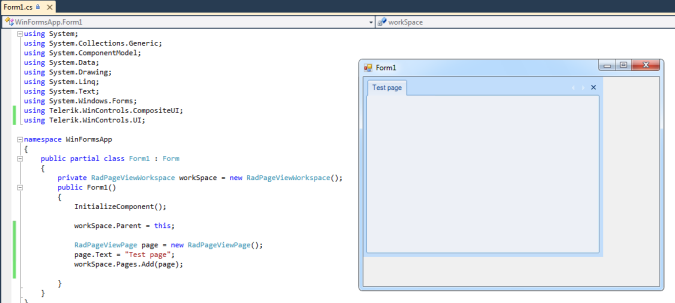 Form1.cs
WinFormsApp.Form1
workSpace
using System;
using System.Collections.Generic;
using System.ComponentModel;
using System.Data;
using System.Drawing;
using System.Linq;
using System.Text;
using System.Windows.Forms;
using Telerik.WinControls.CompositeUI;
using Telerik.WinControls.UI;
namespace WinFormsApp
{
public partial class Form1 : Form
{
private RadPageViewWorkspace workSpace = new RadPageViewWorkspace();
public Form1()
{
InitializeComponent();
workSpace.Parent = this;
RadPageViewPage page = new RadPageViewPage();
page.Text = "Test page";
workSpace.Pages.Add(page);
}
}
}
Form1
Test page